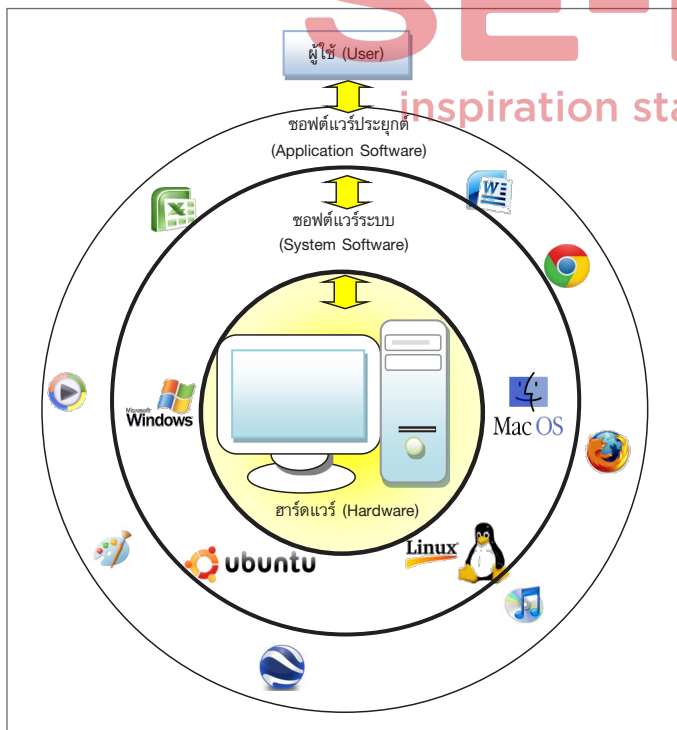 ผู้ใช้ (User)
inspiration sta
ซอฟต์แวร์ประยุกต์
(Application Software)
W
X
ซอฟต์แวร์ระบบ
(System Software)
Microsoft
Windows
Mac OS
ฮาร์ดแวร์ (Hardware)
ubuntu
Linux